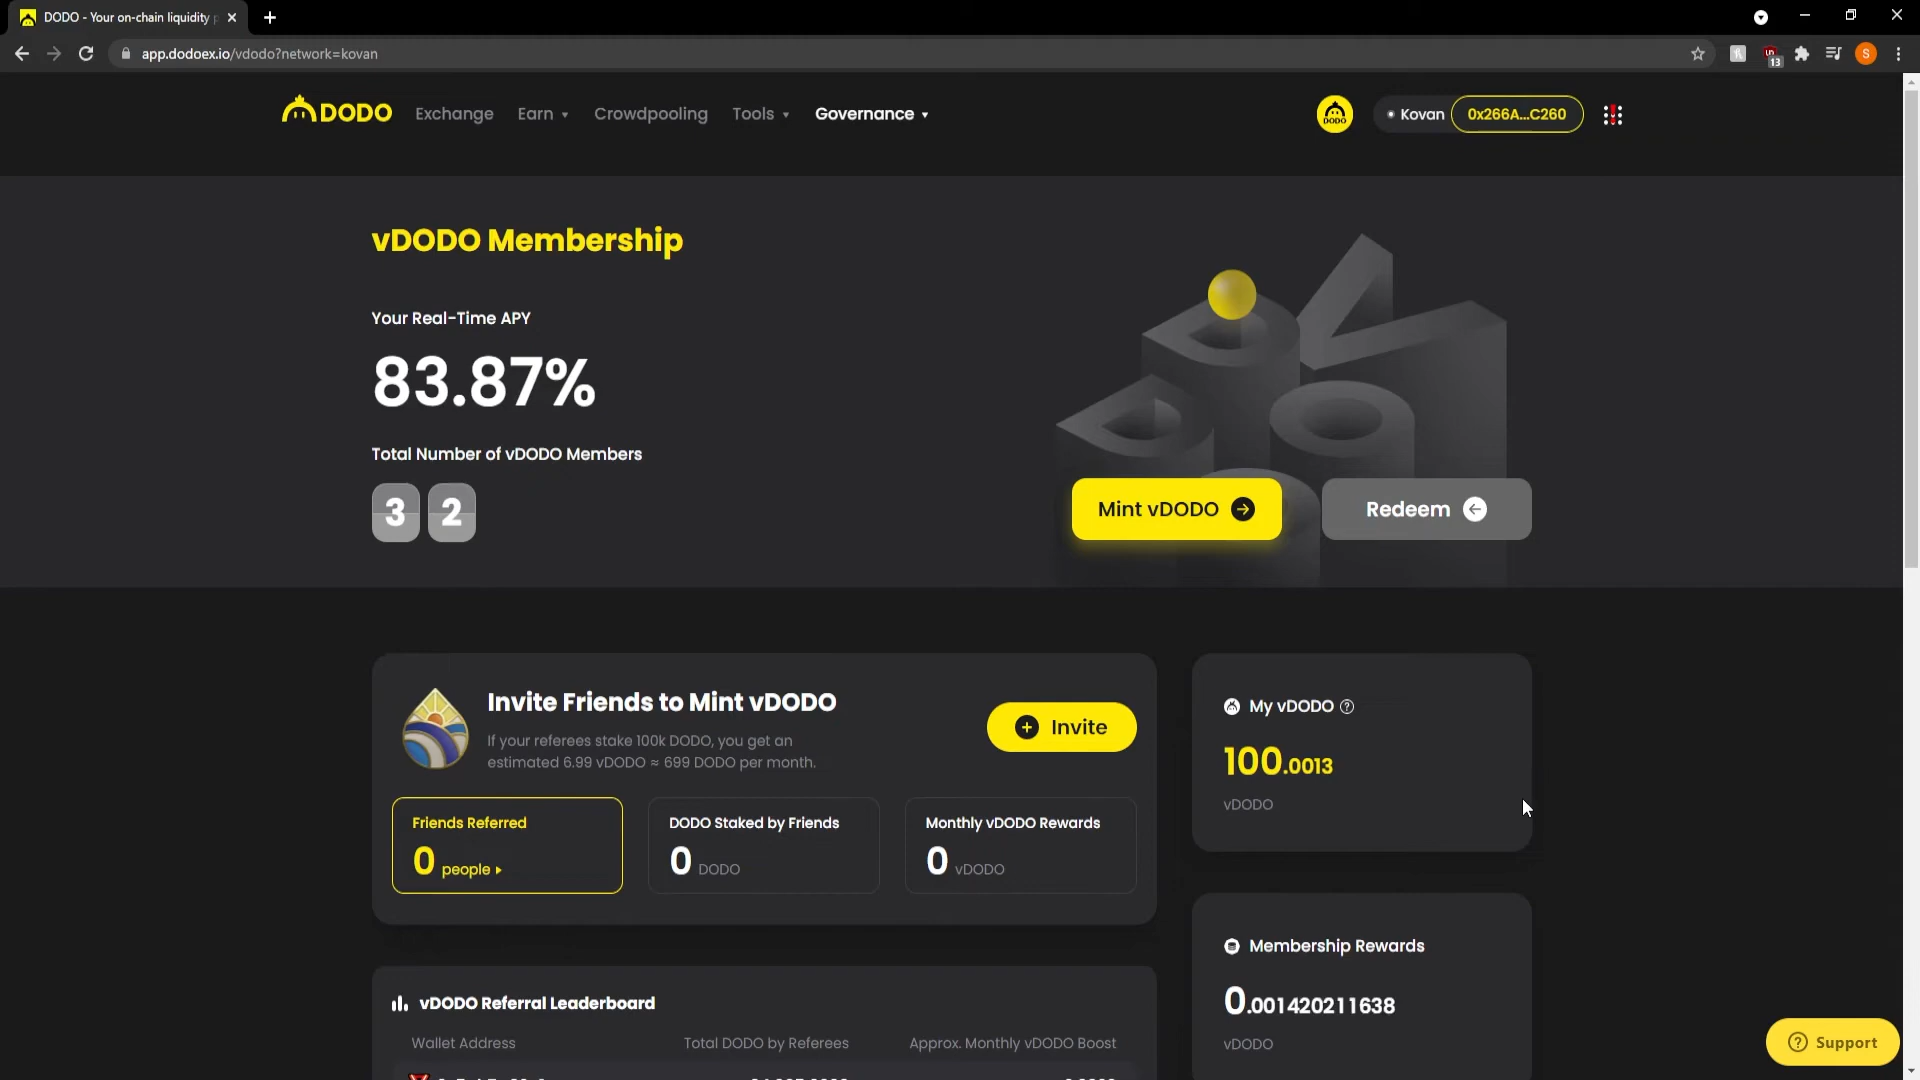 DODO - Your on-chain liquidity p
app.dodoex.io/vdodo?network=kovan
13
S
DODO
Exchange
Earn
Crowdpooling
Tools
Governance
DODO
Kovan
0x266A...C260
vDODO Membership
Your Real-Time APY
83.87%
Total Number of vDODO Members
3 2
Mint vDODO
Redeem
Invite Friends to Mint vDODO
If your referees stake 100k DODO, you get an
estimated 6.99 vDODO ≈ 699 DODO per month.
Invite
Friends Referred
0 people
DODO Staked by Friends
0 DODO
Monthly vDODO Rewards
0 vDODO
My vDODO
100.0013
vDODO
Membership Rewards
0.001420211638
vDODO
vDODO Referral Leaderboard
Wallet Address
Total DODO by Referees
Approx. Monthly vDODO Boost
Support